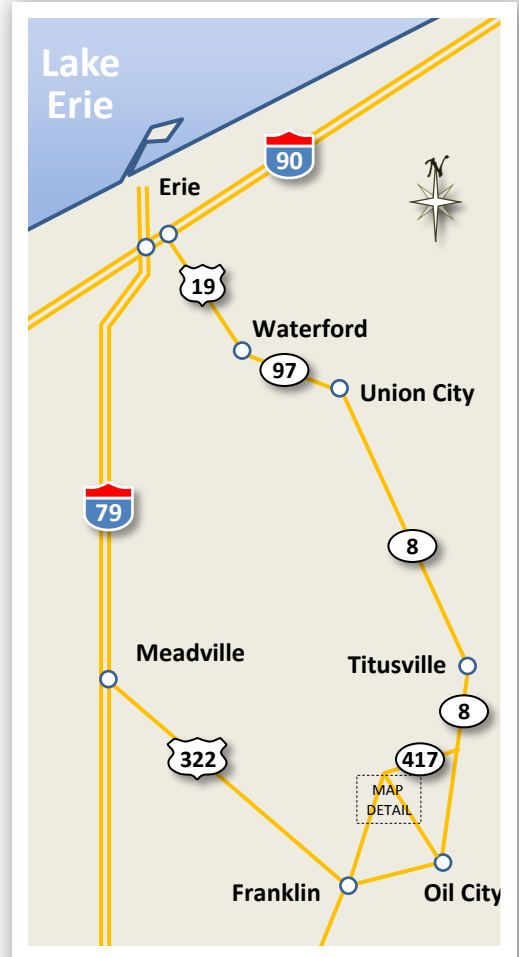 Lake
Erie
90
Erie
N
19
Waterford
97
Union City
79
8
Meadville
Titusville
8
322
417
MAP
DETAIL
Franklin
Oil City